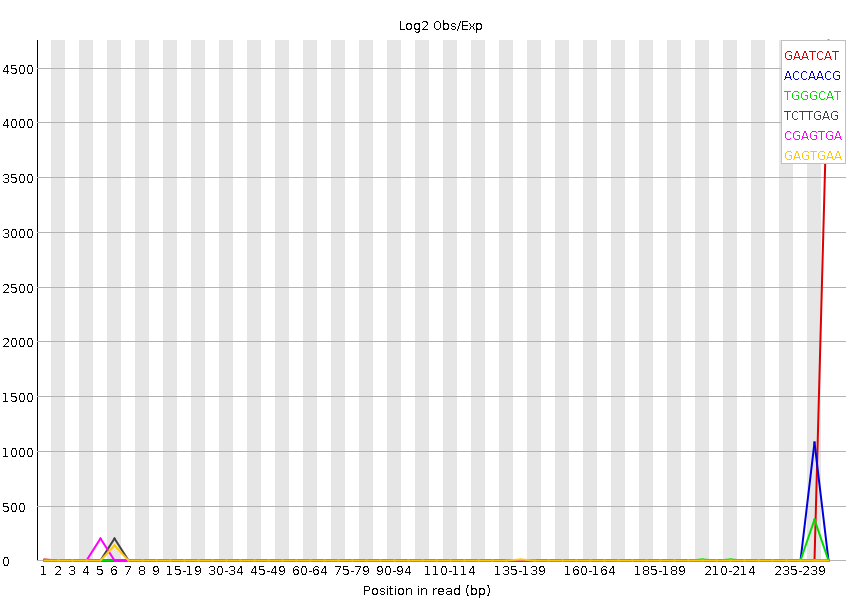 Log2 Obs/Exp
GAATCAT
ACCAACG
TGGGCAT
TCTTGAG
CGAGTGA
GAGTGAA
4500
4000
3500
3000
2500
2000
1500
1000
500
0
1 2 3 4 5 6 7 8 9 15-19 30-34 45-49 60-64 75-79 90-94 110-114 135-139 160-164 185-189 210-214 235-239
Position in read (bp)